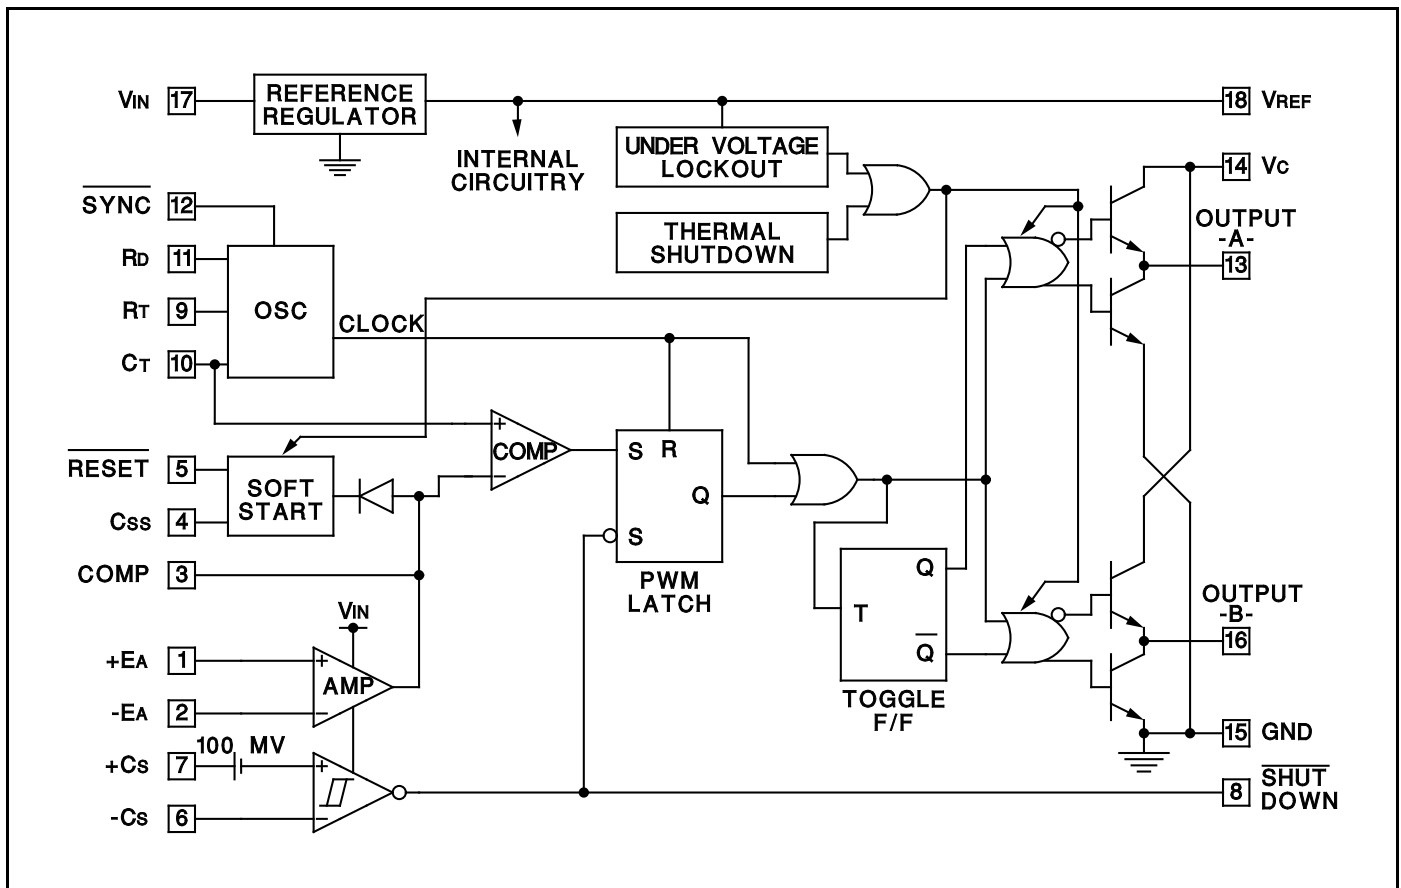 VIN 17
REFERENCE
REGULATOR
18 VREF
INTERNAL
CIRCUITRY
UNDER VOLTAGE
LOCKOUT
14 VC
SYNC 12
THERMAL
SHUTDOWN
OUTPUT
-A-
13
RD 11
RT 9
OSC
CLOCK
CT 10
+
COMP
-
S R
Q
S
PWM
LATCH
RESET 5
SOFT
START
CSS 4
COMP 3
Q
T
Q
TOGGLE
F/F
OUTPUT
-B-
16
VIN
+EA 1
+
AMP
-EA 2
-
15 GND
100 MV
+CS 7
+
-CS 6
-
8 SHUT
DOWN